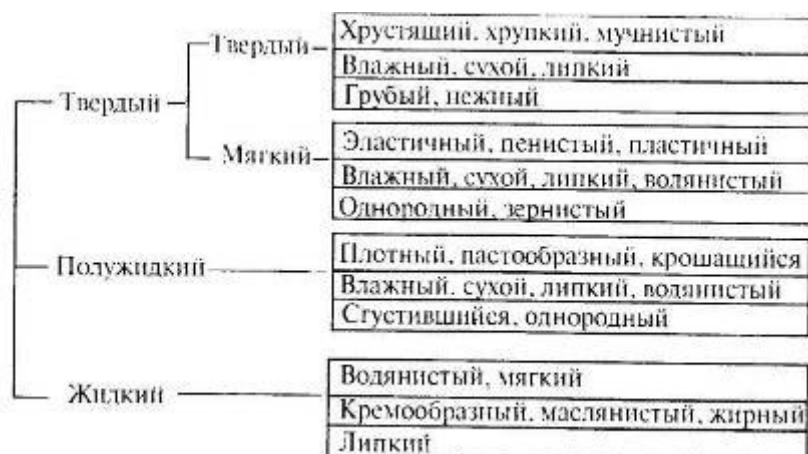 Твердый
Твердый
Хрустящий, хрупкий, мучнистый
Влажный, сухой, липкий
Грубый, нежный
Мягкий
Эластичный, пенистый, пластичный
Влажный, сухой, липкий, водянистый
Однородный, зернистый
Полужидкий
Плотный, пастообразный, крошащийся
Влажный, сухой, липкий, водянистый
Сгустившийся, однородный
Жидкий
Водянистый, мягкий
Кремообразный, маслянистый, жирный
Липкий